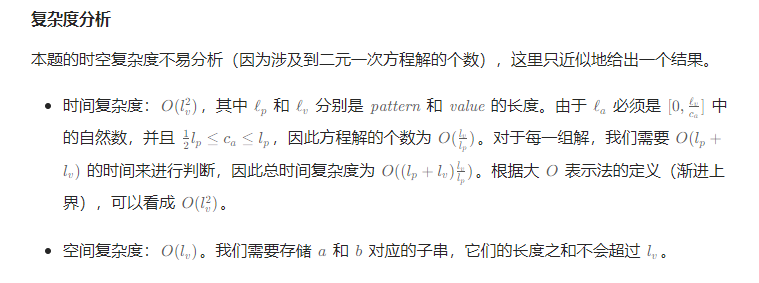 复杂度分析
本题的时空复杂度不易分析（因为涉及到二元一次方程解的个数），这里只近似地给出一个结果。
• 时间复杂度：$O(l_v^2)$，其中 $\ell_p$ 和 $\ell_v$ 分别是 $pattern$ 和 $value$ 的长度。由于 $\ell_a$ 必须是 $[0, \frac{\ell_v}{c_a}]$ 中
的自然数，并且 $\frac{1}{2}l_p \leq c_a \leq l_p$，因此方程解的个数为 $O(\frac{l_v}{l_p})$。对于每一组解，我们需要 $O(l_p +$
$l_v)$ 的时间来进行判断，因此总时间复杂度为 $O((l_p + l_v)\frac{l_v}{l_p})$。根据大 $O$ 表示法的定义（渐进上
界），可以看成 $O(l_v^2)$。
• 空间复杂度：$O(l_v)$。我们需要存储 $a$ 和 $b$ 对应的子串，它们的长度之和不会超过 $l_v$。